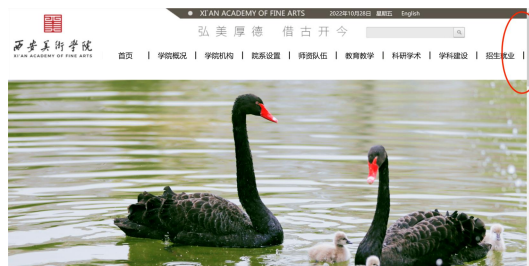 XI'AN ACADEMY OF FINE ARTS 2022年10月28日 星期五 English
弘美厚德 借古开今
西安美術學院
XI'AN ACADEMY OF FINE ARTS
首页 | 学院概况 | 学院机构 | 院系设置 | 师资队伍 | 教育教学 | 科研学术 | 学科建设 | 招生就业 |